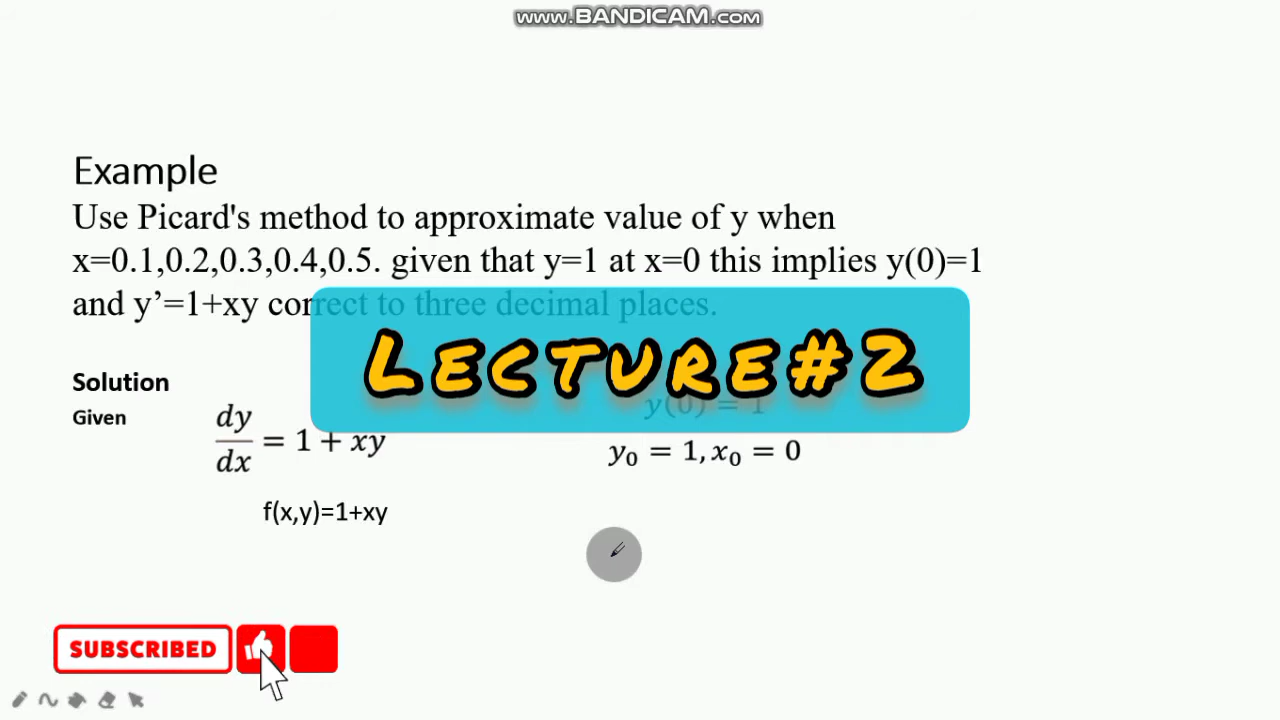 www.BANDICAM.com
Example
Use Picard's method to approximate value of y when
x=0.1,0.2,0.3,0.4,0.5. given that y=1 at x=0 this implies y(0)=1
and y’=1+xy correct to three decimal places.
LECTURE#2
Solution
Given
dy/dx = 1 + xy
y(0) = 1
y₀ = 1, x₀ = 0
f(x,y)=1+xy
SUBSCRIBED